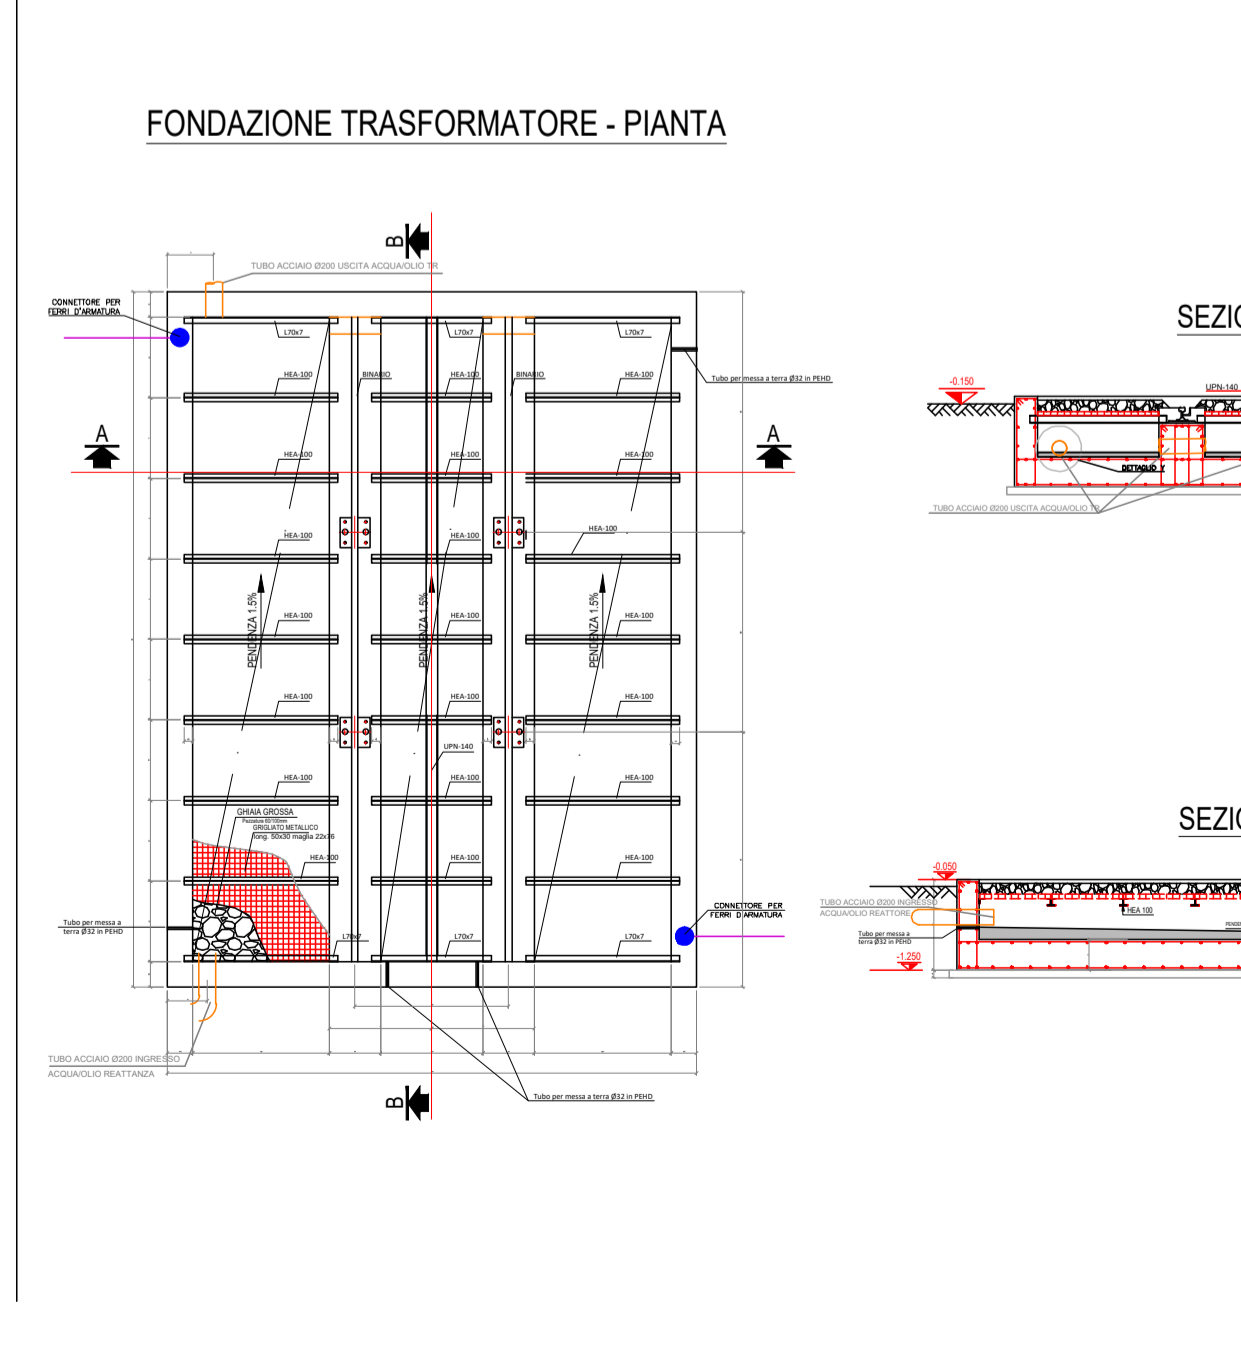 FONDAZIONE TRASFORMATORE - PIANTA
B
TUBO ACCIAIO Ø200 USCITA ACQUA/OLIO TR
CONNETTORE PER
FERRI D'ARMATURA
L70x7
L70x7
L70x7
Tubo per messa a terra Ø32 in PEHD
HEA-100
BINARIO
HEA-100
BINARIO
HEA-100
A
A
HEA-100
HEA-100
HEA-100
HEA-100
HEA-100
HEA-100
PENDENZA 1.5%
PENDENZA 1.5%
PENDENZA 1.5%
HEA-100
HEA-100
HEA-100
HEA-100
HEA-100
HEA-100
UPN-140
HEA-100
HEA-100
HEA-100
GHIAIA GROSSA
Pezzatura 60/100mm
GRIGLIATO METALLICO
long. 50x30 maglia 22x76
HEA-100
HEA-100
HEA-100
CONNETTORE PER
FERRI D'ARMATURA
Tubo per messa a
terra Ø32 in PEHD
L70x7
L70x7
L70x7
TUBO ACCIAIO Ø200 INGRESSO
ACQUA/OLIO REATTANZA
B
Tubo per messa a terra Ø32 in PEHD
SEZIO
-0.150
UPN-140
DETTAGLIO Y
TUBO ACCIAIO Ø200 USCITA ACQUA/OLIO TR
SEZIO
-0.050
TUBO ACCIAIO Ø200 INGRESSO
ACQUA/OLIO REATTORE
HEA 100
Tubo per messa a
terra Ø32 in PEHD
-1.250